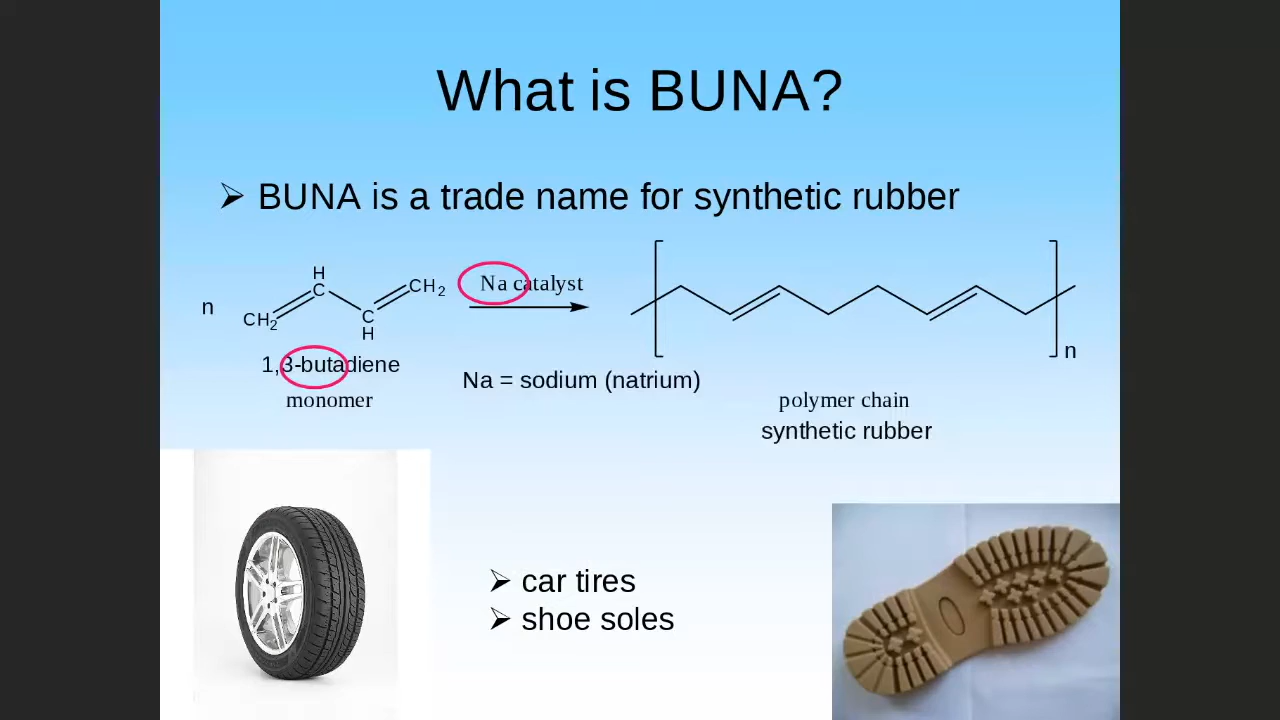 What is BUNA?
BUNA is a trade name for synthetic rubber
n
CH2
H
C
C
H
CH2
Na catalyst
n
1,3-butadiene
monomer
Na = sodium (natrium)
polymer chain
synthetic rubber
car tires
shoe soles